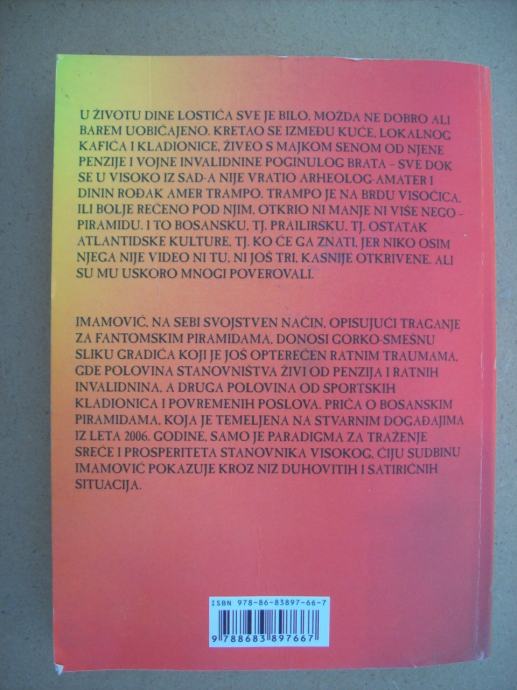 U ŽIVOTU DINE LOSTIĆA SVE JE BILO, MOŽDA NE DOBRO ALI
BAREM UOBIČAJENO. KRETAO SE IZMEĐU KUĆE, LOKALNOG
KAFIĆA I KLADIONICE, ŽIVEO S MAJKOM SENOM OD NJENE
PENZIJE I VOJNE INVALIDNINE POGINULOG BRATA – SVE DOK
SE U VISOKO IZ SAD-A NIJE VRATIO ARHEOLOG-AMATER I
DININ ROĐAK AMER TRAMPO. TRAMPO JE NA BRDU VISOČICA,
ILI BOLJE REČENO POD NJIM, OTKRIO NI MANJE NI VIŠE NEGO –
PIRAMIDU. I TO BOSANSKU, TJ. PRAILIRSKU, TJ. OSTATAK
ATLANTIDSKE KULTURE, TJ. KO ĆE GA ZNATI, JER NIKO OSIM
NJEGA NIJE VIDEO NI TU, NI JOŠ TRI, KASNIJE OTKRIVENE. ALI
SU MU USKORO MNOGI POVEROVALI.
IMAMOVIĆ, NA SEBI SVOJSTVEN NAČIN, OPISUJUĆI TRAGANJE
ZA FANTOMSKIM PIRAMIDAMA, DONOSI GORKO-SMEŠNU
SLIKU GRADIĆA KOJI JE JOŠ OPTEREĆEN RATNIM TRAUMAMA,
GDE POLOVINA STANOVNIŠTVA ŽIVI OD PENZIJA I RATNIH
INVALIDNINA, A DRUGA POLOVINA OD SPORTSKIH
KLADIONICA I POVREMENIH POSLOVA. PRIČA O BOSANSKIM
PIRAMIDAMA, KOJA JE TEMELJENA NA STVARNIM DOGAĐAJIMA
IZ LETA 2006. GODINE, SAMO JE PARADIGMA ZA TRAŽENJE
SREĆE I PROSPERITETA STANOVNIKA VISOKOG, ČIJU SUDBINU
IMAMOVIĆ POKAZUJE KROZ NIZ DUHOVITIH I SATIRIČNIH
SITUACIJA.
ISBN 978-86-83897-66-7
9 788683 897667